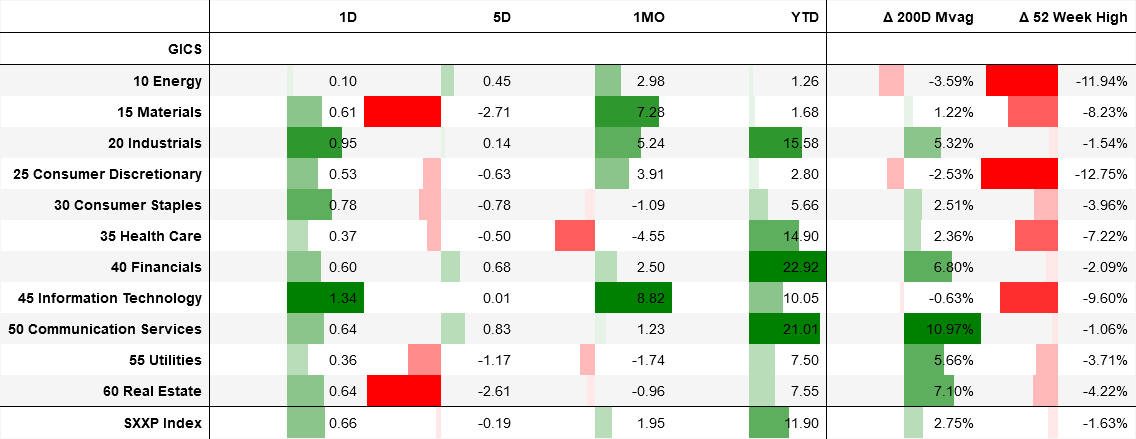 1D 5D 1MO YTD Δ 200D Mvag Δ 52 Week High
GICS
10 Energy 0.10 0.45 2.98 1.26 -3.59% -11.94%
15 Materials 0.61 -2.71 7.28 1.68 1.22% -8.23%
20 Industrials 0.95 0.14 5.24 15.58 5.32% -1.54%
25 Consumer Discretionary 0.53 -0.63 3.91 2.80 -2.53% -12.75%
30 Consumer Staples 0.78 -0.78 -1.09 5.66 2.51% -3.96%
35 Health Care 0.37 -0.50 -4.55 14.90 2.36% -7.22%
40 Financials 0.60 0.68 2.50 22.92 6.80% -2.09%
45 Information Technology 1.34 0.01 8.82 10.05 -0.63% -9.60%
50 Communication Services 0.64 0.83 1.23 21.01 10.97% -1.06%
55 Utilities 0.36 -1.17 -1.74 7.50 5.66% -3.71%
60 Real Estate 0.64 -2.61 -0.96 7.55 7.10% -4.22%
SXXP Index 0.66 -0.19 1.95 11.90 2.75% -1.63%